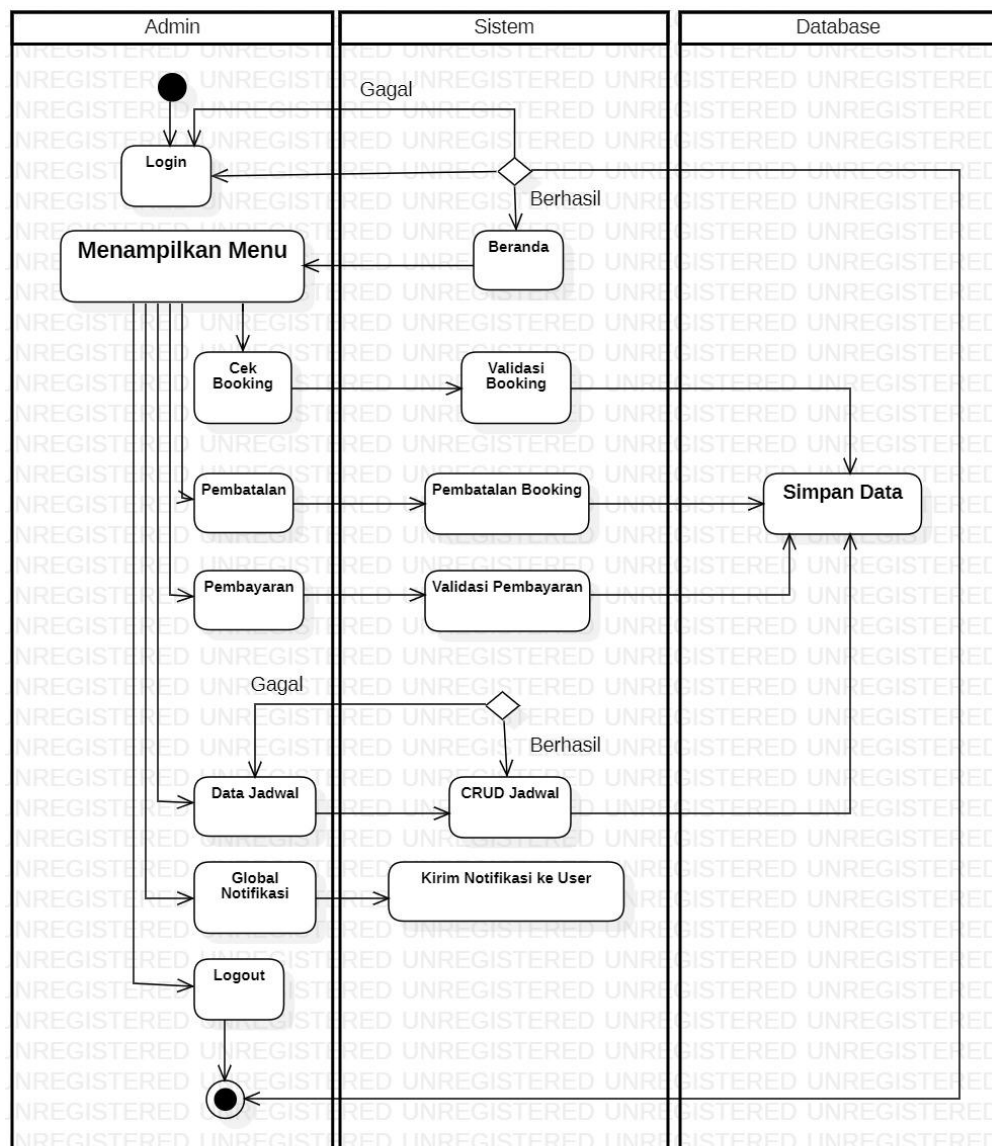 Admin
Sistem
Database
Gagal
Login
Berhasil
Menampilkan Menu
Beranda
Cek
Booking
Validasi
Booking
Pembatalan
Pembatalan Booking
Simpan Data
Pembayaran
Validasi Pembayaran
Gagal
Berhasil
Data Jadwal
CRUD Jadwal
Global
Notifikasi
Kirim Notifikasi ke User
Logout
UNREGISTERED